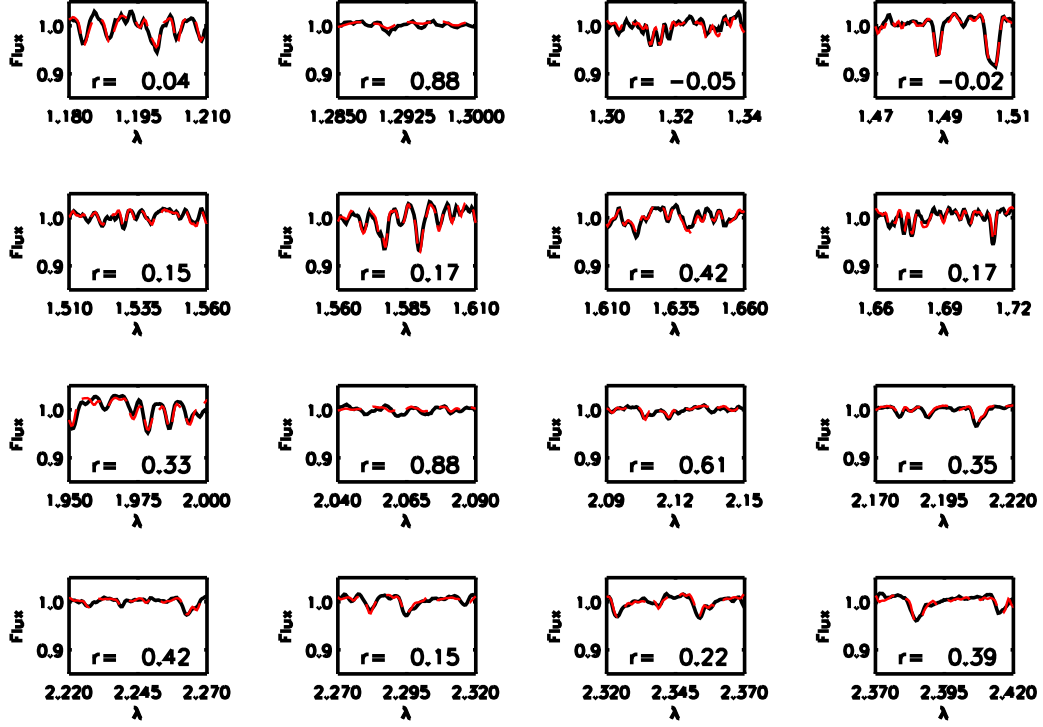 Flux 1.0 0.9 r= 0.04
1.180 1.195 1.210
λ
Flux 1.0 0.9 r= 0.88
1.2850 1.2925 1.3000
λ
Flux 1.0 0.9 r= −0.05
1.30 1.32 1.34
λ
Flux 1.0 0.9 r= −0.02
1.47 1.49 1.51
λ
Flux 1.0 0.9 r= 0.15
1.510 1.535 1.560
λ
Flux 1.0 0.9 r= 0.17
1.560 1.585 1.610
λ
Flux 1.0 0.9 r= 0.42
1.610 1.635 1.660
λ
Flux 1.0 0.9 r= 0.17
1.66 1.69 1.72
λ
Flux 1.0 0.9 r= 0.33
1.950 1.975 2.000
λ
Flux 1.0 0.9 r= 0.88
2.040 2.065 2.090
λ
Flux 1.0 0.9 r= 0.61
2.09 2.12 2.15
λ
Flux 1.0 0.9 r= 0.35
2.170 2.195 2.220
λ
Flux 1.0 0.9 r= 0.42
2.220 2.245 2.270
λ
Flux 1.0 0.9 r= 0.15
2.270 2.295 2.320
λ
Flux 1.0 0.9 r= 0.22
2.320 2.345 2.370
λ
Flux 1.0 0.9 r= 0.39
2.370 2.395 2.420
λ